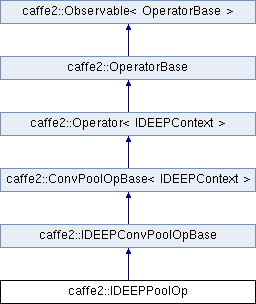 caffe2::Observable< OperatorBase >
caffe2::OperatorBase
caffe2::Operator< IDEEPContext >
caffe2::ConvPoolOpBase< IDEEPContext >
caffe2::IDEEPConvPoolOpBase
caffe2::IDEEPPoolOp